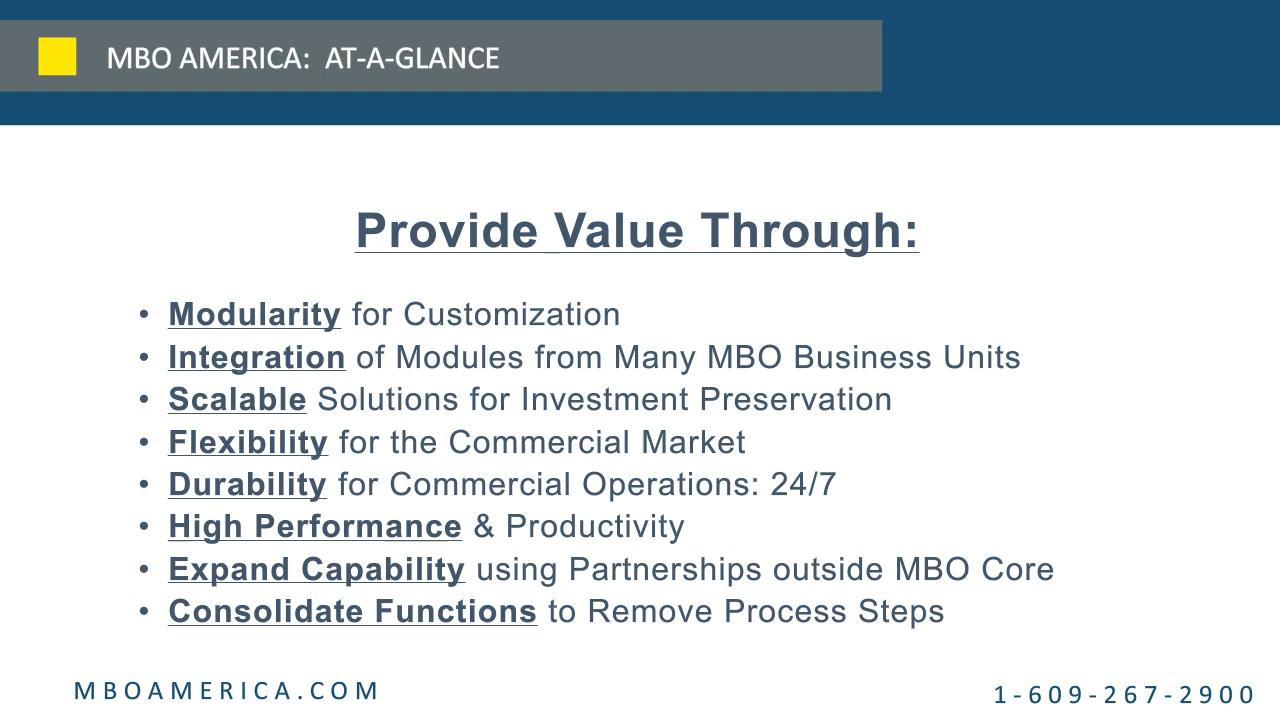 MBO AMERICA:  AT-A-GLANCE
Provide Value Through:
• Modularity for Customization
• Integration of Modules from Many MBO Business Units
• Scalable Solutions for Investment Preservation
• Flexibility for the Commercial Market
• Durability for Commercial Operations: 24/7
• High Performance & Productivity
• Expand Capability using Partnerships outside MBO Core
• Consolidate Functions to Remove Process Steps
MBOAMERICA.COM
1-609-267-2900